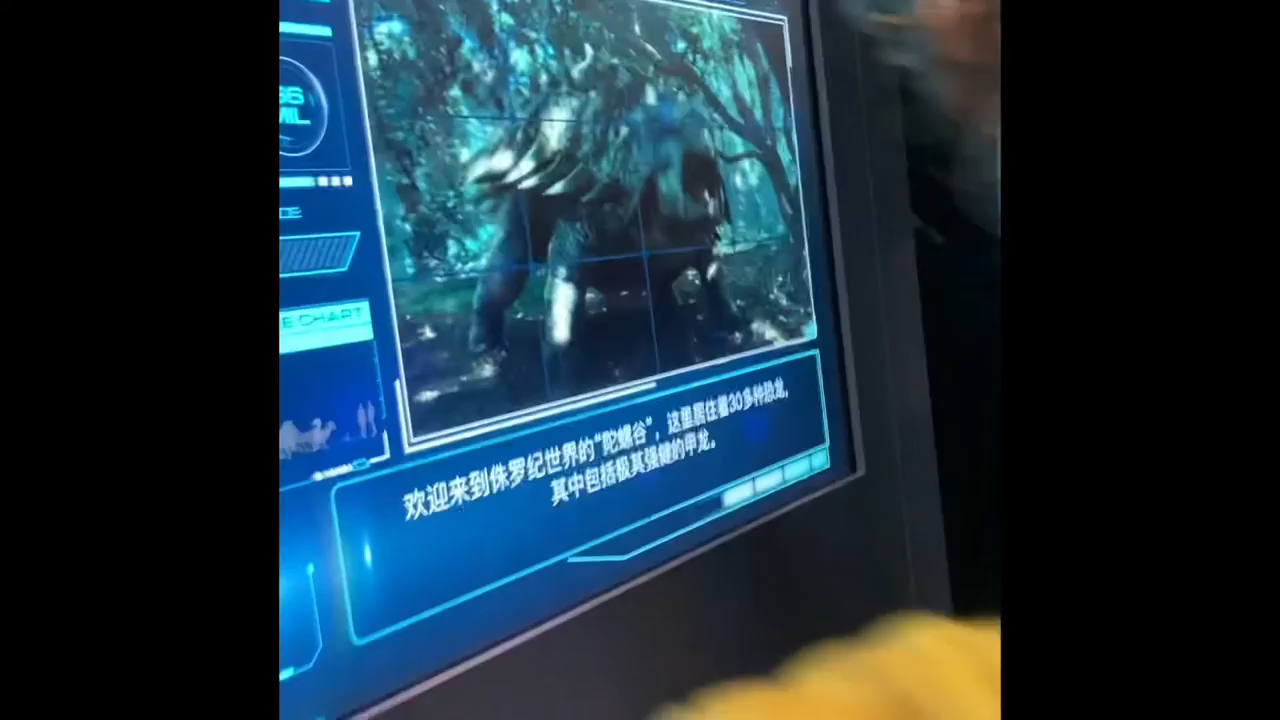 E CHART
欢迎来到侏罗纪世界的“陀螺谷”，这里居住着30多种恐龙，
其中包括极其强健的甲龙。